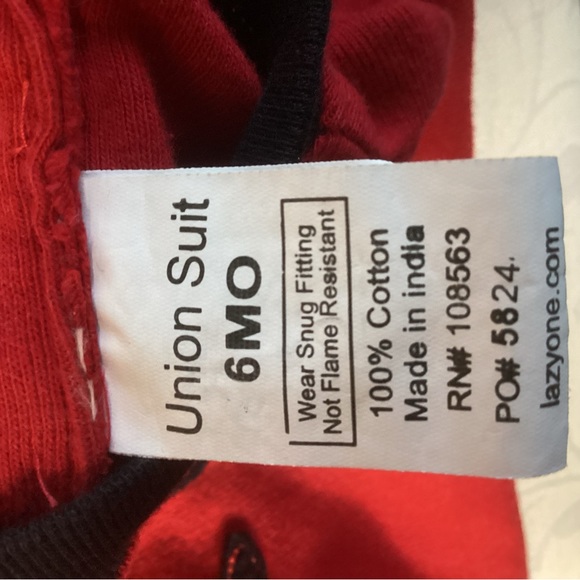 Union Suit
6MO
Wear Snug Fitting
Not Flame Resistant
100% Cotton
Made in india
RN# 108563
PO# 5824.
lazyone.com